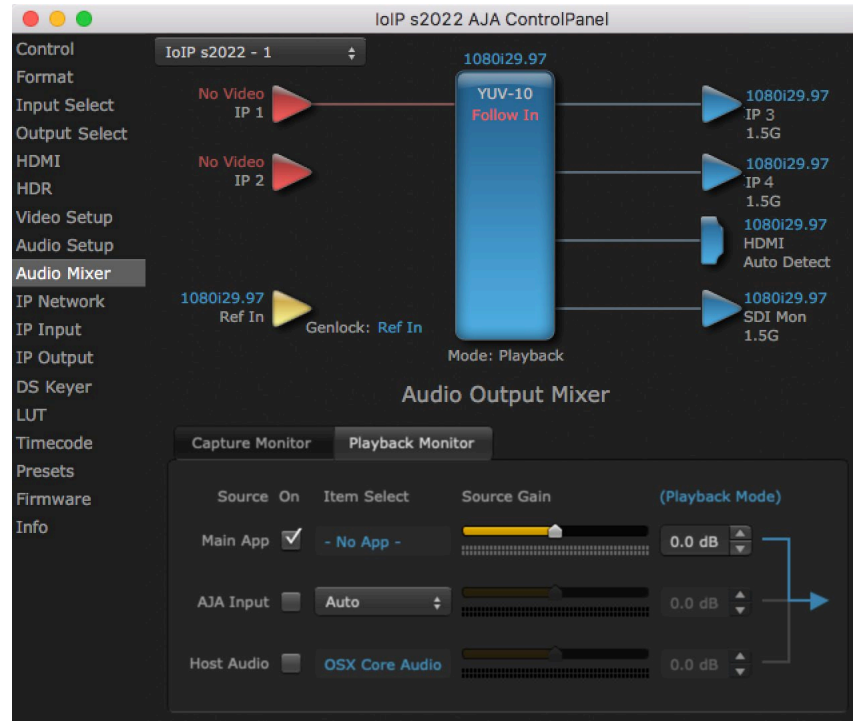 IoIP s2022 AJA ControlPanel
Control
Format
Input Select
Output Select
HDMI
HDR
Video Setup
Audio Setup
Audio Mixer
IP Network
IP Input
IP Output
DS Keyer
LUT
Timecode
Presets
Firmware
Info
IoIP s2022 - 1
1080i29.97
No Video
IP 1
YUV-10
Follow In
1080i29.97
IP 3
1.5G
No Video
IP 2
1080i29.97
IP 4
1.5G
1080i29.97
HDMI
Auto Detect
1080i29.97
Ref In
Genlock: Ref In
1080i29.97
SDI Mon
1.5G
Mode: Playback
Audio Output Mixer
Capture Monitor Playback Monitor
Source On Item Select Source Gain (Playback Mode)
Main App - No App - 0.0 dB
AJA Input Auto 0.0 dB
Host Audio OSX Core Audio 0.0 dB